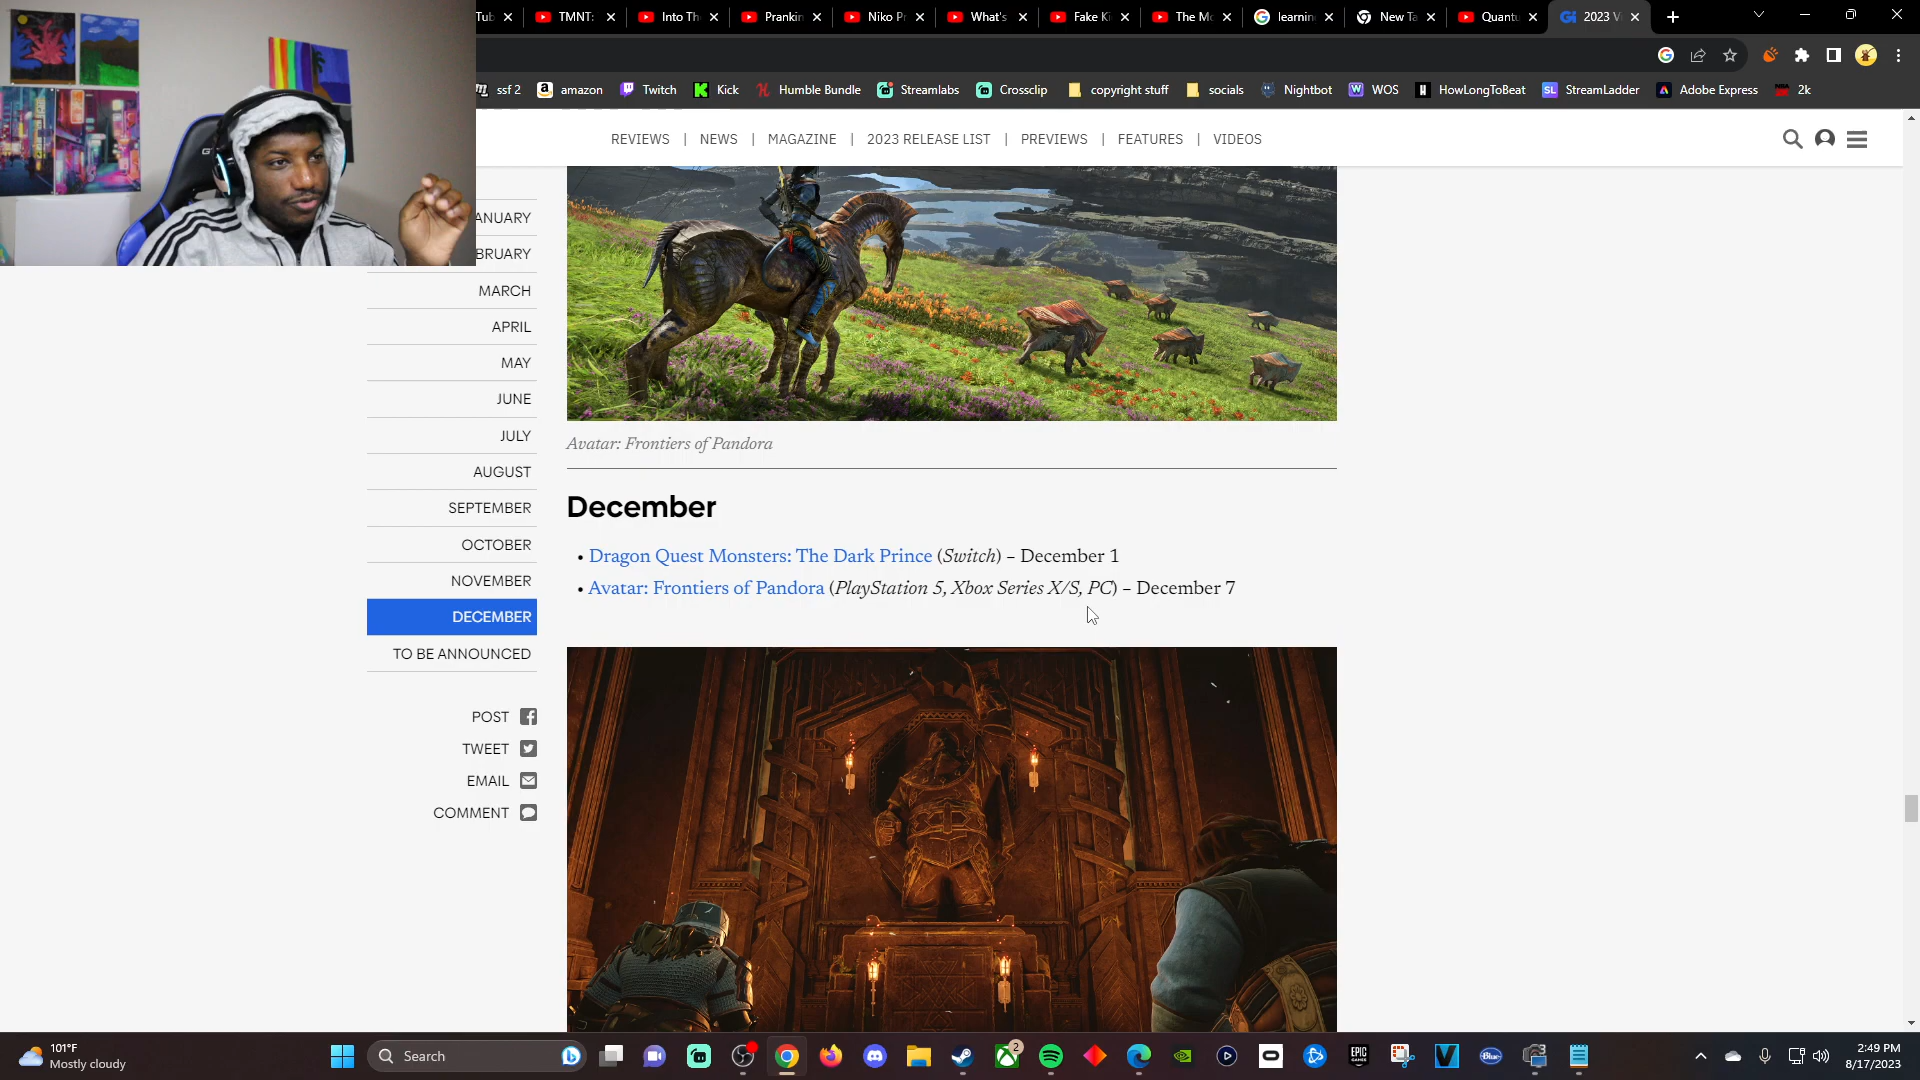 Tub TMNT: Into Th Prankin Niko Pr What's Fake Ki The Mo learnin New Ta Quantu 2023 V
ssf 2 amazon Twitch Kick Humble Bundle Streamlabs Crossclip copyright stuff socials Nightbot WOS HowLongToBeat StreamLadder Adobe Express 2k
REVIEWS | NEWS | MAGAZINE | 2023 RELEASE LIST | PREVIEWS | FEATURES | VIDEOS
ANUARY
BRUARY
MARCH
APRIL
MAY
JUNE
JULY
AUGUST
SEPTEMBER
OCTOBER
NOVEMBER
DECEMBER
TO BE ANNOUNCED
POST
TWEET
EMAIL
COMMENT
Avatar: Frontiers of Pandora
December
• Dragon Quest Monsters: The Dark Prince (Switch) – December 1
• Avatar: Frontiers of Pandora (PlayStation 5, Xbox Series X/S, PC) – December 7
101°F
Mostly cloudy
Search
2
EPIC
2:49 PM
8/17/2023